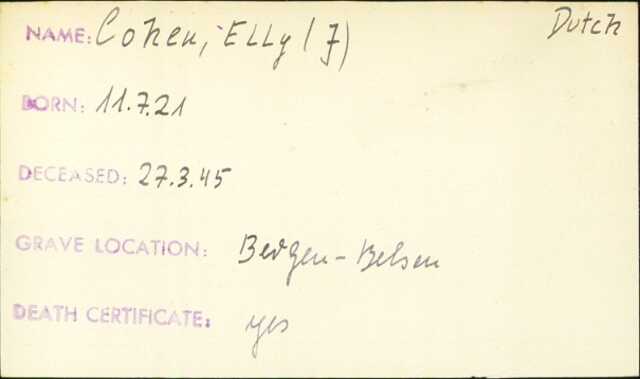 NAME: Cohen, Elly (J) Dutch
BORN: 11.7.21
DECEASED: 27.3.45
GRAVE LOCATION: Bergen-Belsen
DEATH CERTIFICATE: yes